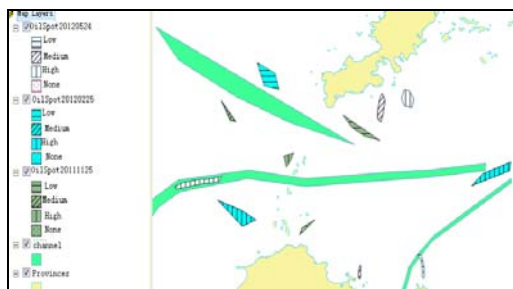 Map Layers
OilSpot20120524
Low
Medium
High
None
OilSpot20120225
Low
Medium
High
None
OilSpot20111125
Low
Medium
High
None
channel
Provinces